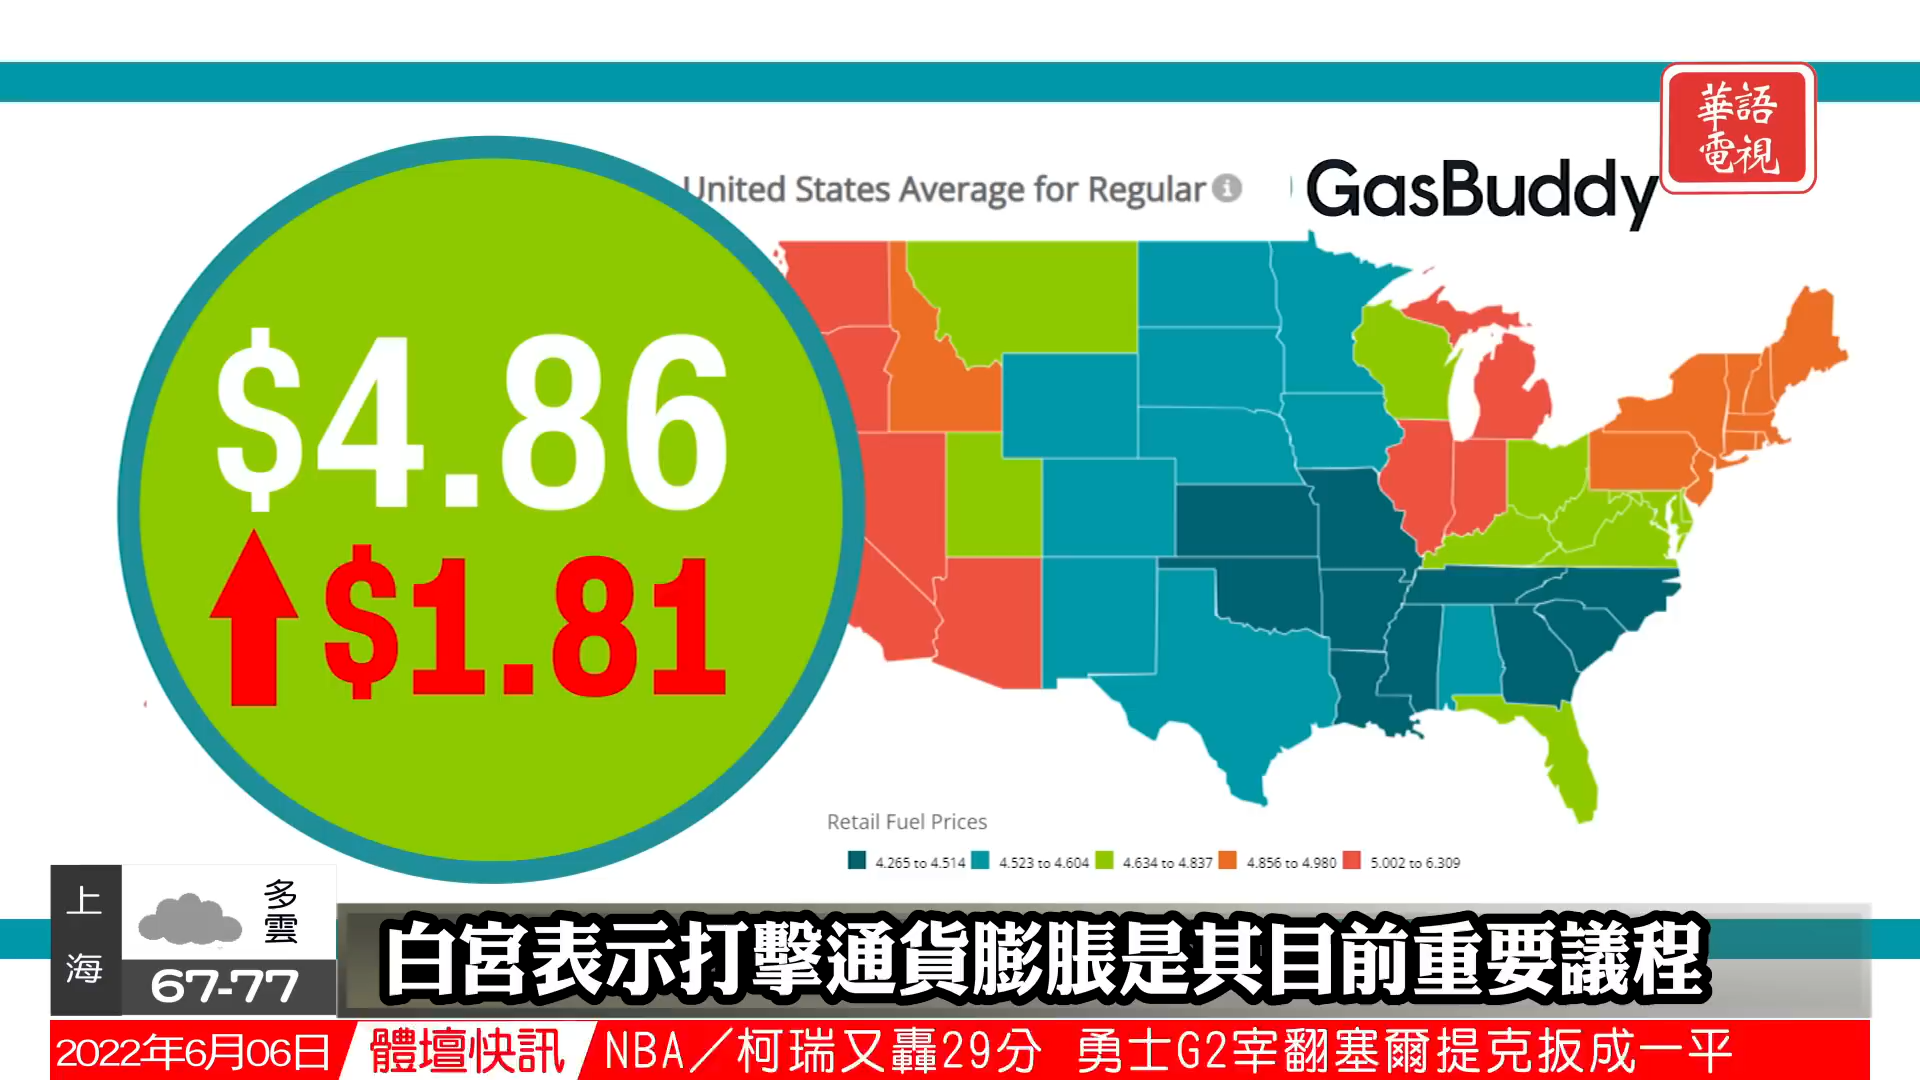 華語
電視
United States Average for Regular
GasBuddy
$4.86
$1.81
Retail Fuel Prices
4.265 to 4.514
4.523 to 4.604
4.634 to 4.837
4.856 to 4.980
5.002 to 6.309
上海
多雲
67-77
白宮表示打擊通貨膨脹是其目前重要議程
2022年6月06日
體壇快訊
NBA／柯瑞又轟29分 勇士G2宰翻塞爾提克扳成一平